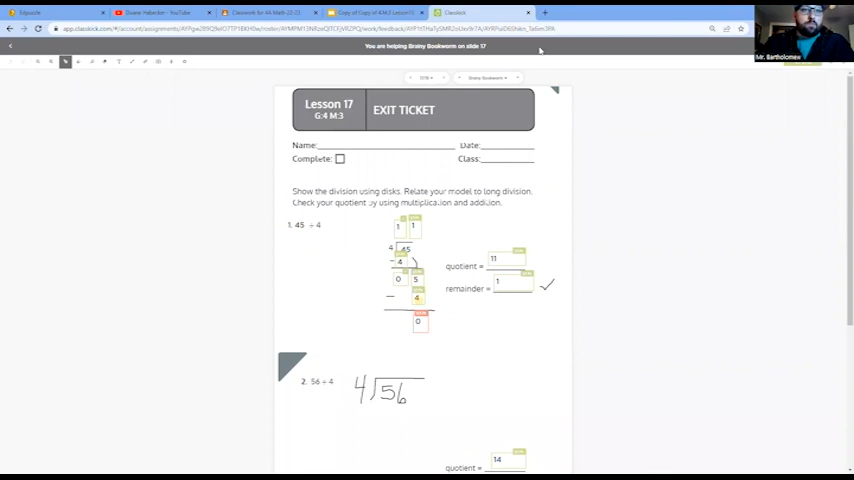 Edpuzzle
Duane Habecker - YouTube
Classwork for 4A Math 22-23
Copy of Copy of 4.M3 Lesson
Classkick
You are helping Brainy Bookworm on slide 17
Mr. Bartholomew
Brainy Bookworm
Lesson 17
G:4 M:3
EXIT TICKET
Name:
Date:
Complete:
Class:
Show the division using disks. Relate your model to long division.
Check your quotient by using multiplication and addition.
1. 45 ÷ 4
1 1
4 45
- 4
0 5
- 4
0
quotient = 11
remainder = 1
2. 56 ÷ 4
4 56
quotient = 14